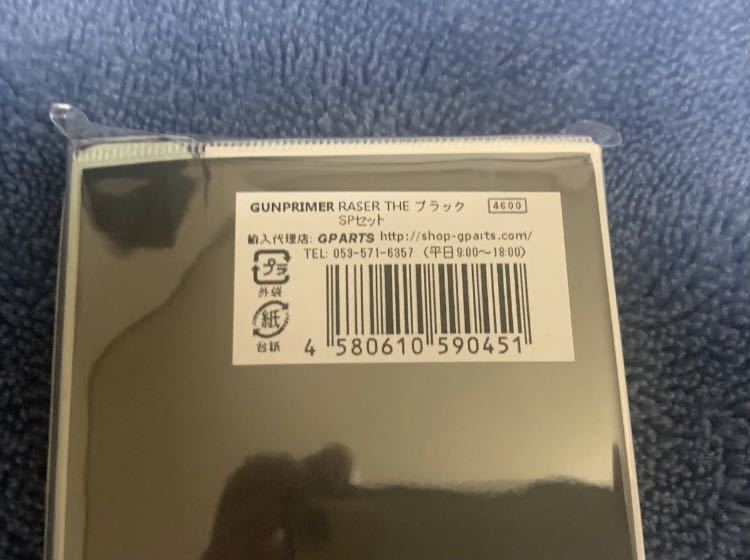 GUNPRIMER RASER THE ブラック 4600
SPセット
輸入代理店: GPARTS http://shop-gparts.com/
TEL: 053-571-6357 (平日9:00～18:00)
プラ
外袋
紙
台紙
4 580610 590451